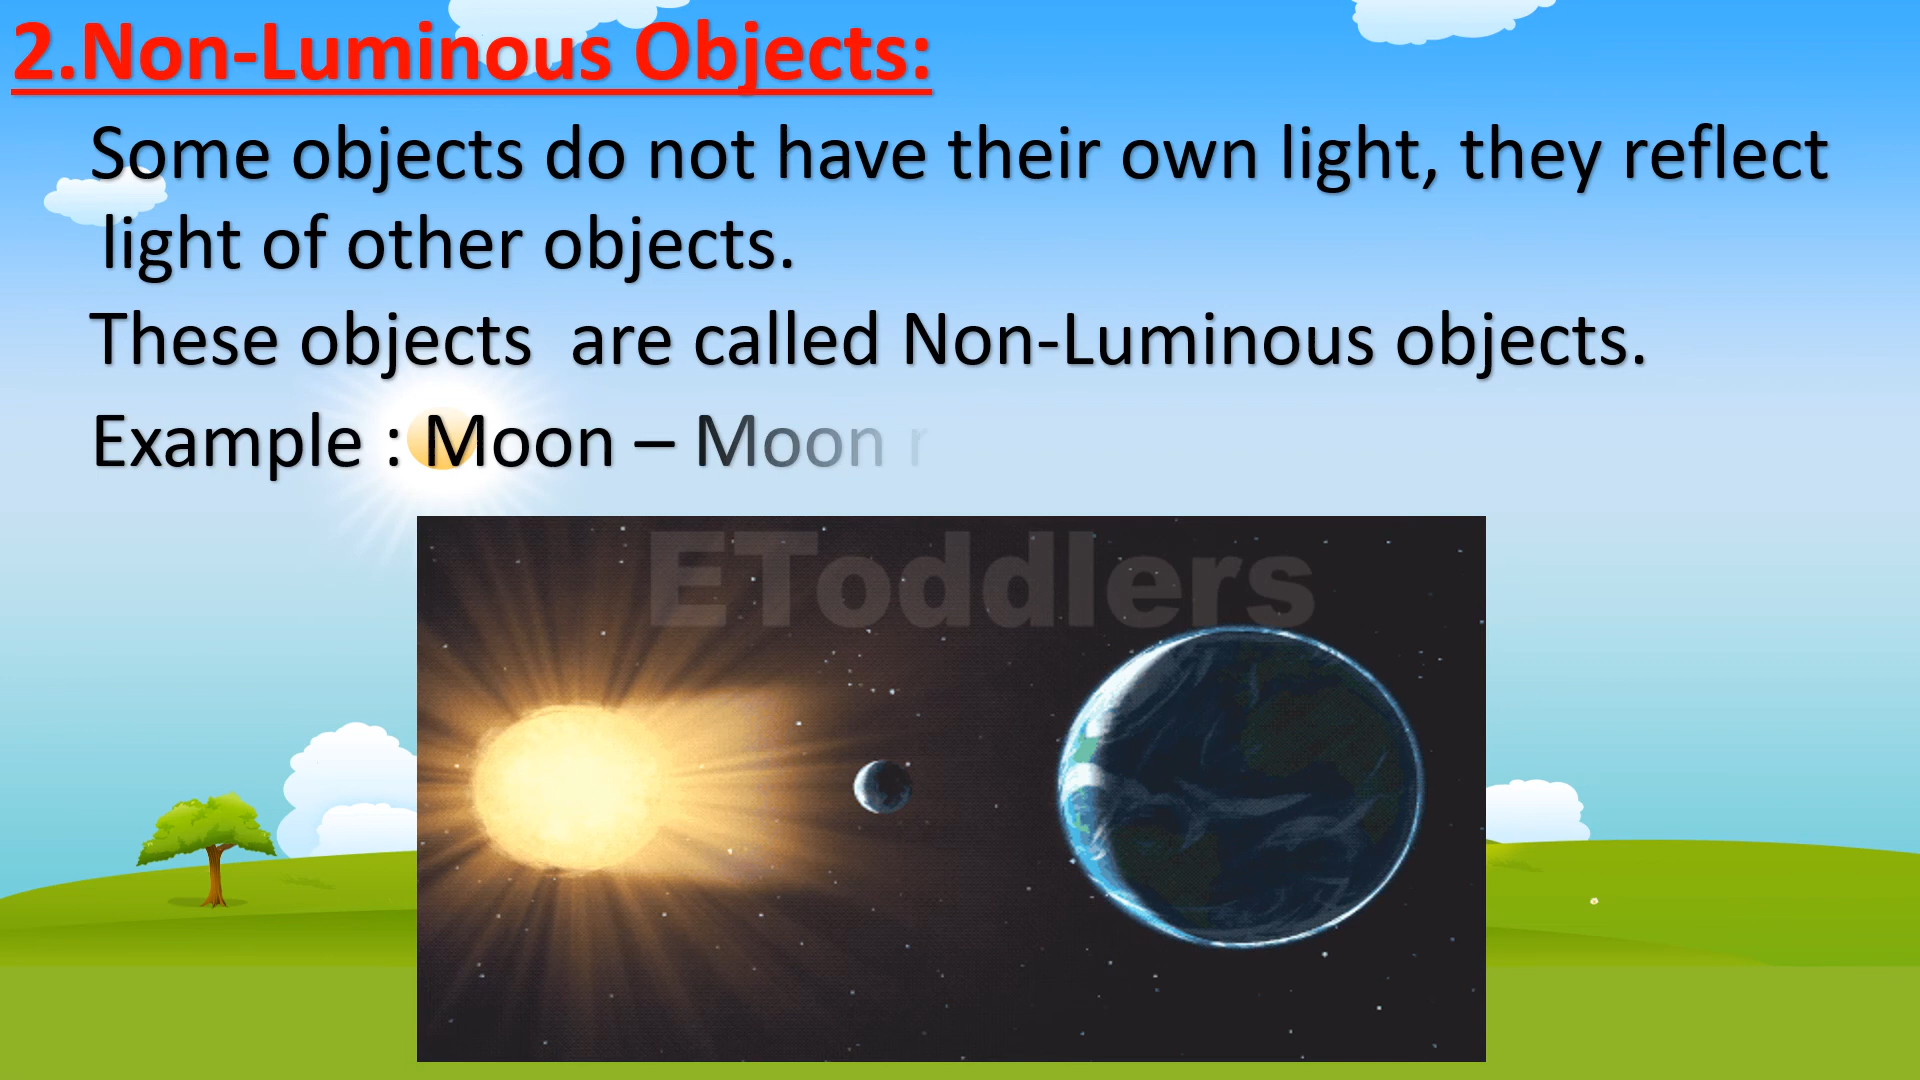 2.Non-Luminous Objects:
Some objects do not have their own light, they reflect
light of other objects.
These objects are called Non-Luminous objects.
Example : Moon – Moon r
EToddlers